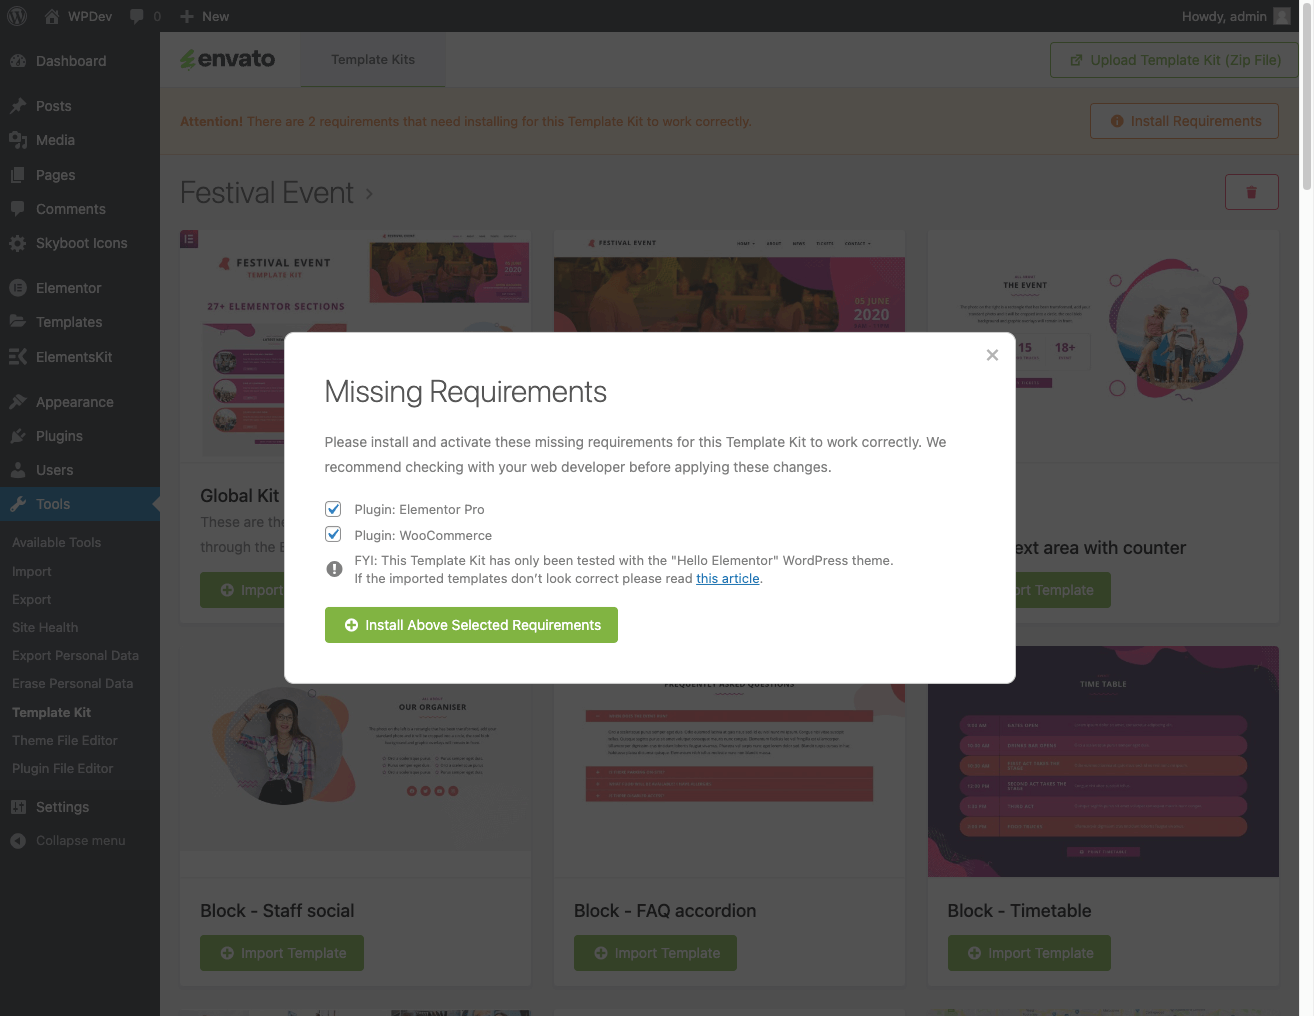 WPDev
0
New
Howdy, admin
Dashboard
Posts
Media
Pages
Comments
Skyboot Icons
Elementor
Templates
ElementsKit
Appearance
Plugins
Users
Tools
Available Tools
Import
Export
Site Health
Export Personal Data
Erase Personal Data
Template Kit
Theme File Editor
Plugin File Editor
Settings
Collapse menu
envato
Template Kits
Upload Template Kit (Zip File)
Attention! There are 2 requirements that need installing for this Template Kit to work correctly.
Install Requirements
Festival Event ›
FESTIVAL EVENT
TEMPLATE KIT
27+ ELEMENTOR SECTIONS
2020
FESTIVAL EVENT
HOME
ABOUT
NEWS
CONTACT
05 JUNE
2020
THE EVENT
15
18+
Missing Requirements
Please install and activate these missing requirements for this Template Kit to work correctly. We
recommend checking with your web developer before applying these changes.
Plugin: Elementor Pro
Plugin: WooCommerce
FYI: This Template Kit has only been tested with the "Hello Elementor" WordPress theme.
If the imported templates don't look correct please read this article.
Install Above Selected Requirements
Global Kit
These are the
through the
Import
ext area with counter
rt Template
OUR ORGANISER
FREQUENTLY ASKED QUESTIONS
TIME TABLE
Block - Staff social
Import Template
Block - FAQ accordion
Import Template
Block - Timetable
Import Template